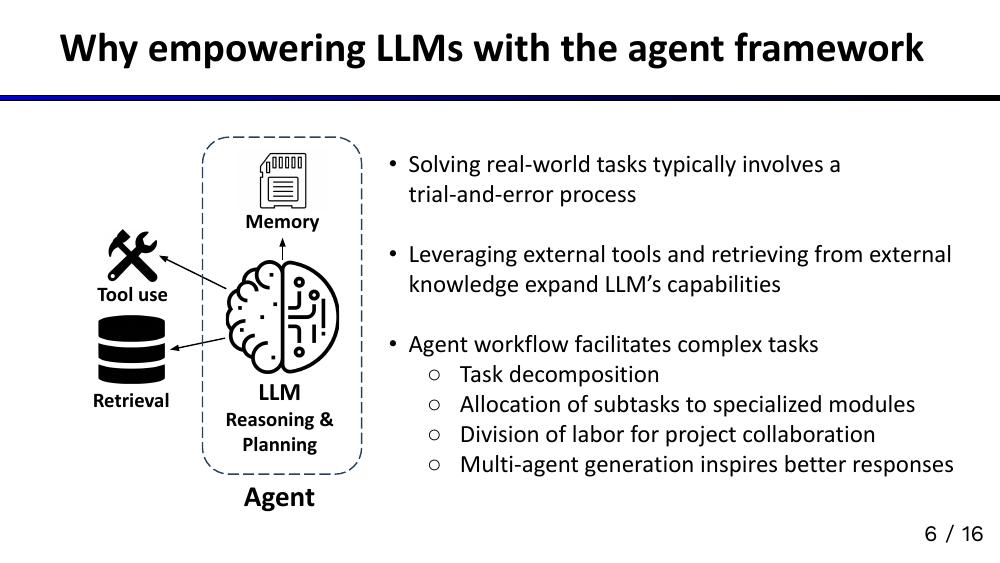 Why empowering LLMs with the agent framework
Memory
Tool use
Retrieval
LLM
Reasoning &
Planning
Agent
• Solving real-world tasks typically involves a
trial-and-error process
• Leveraging external tools and retrieving from external
knowledge expand LLM’s capabilities
• Agent workflow facilitates complex tasks
○ Task decomposition
○ Allocation of subtasks to specialized modules
○ Division of labor for project collaboration
○ Multi-agent generation inspires better responses
6 / 16